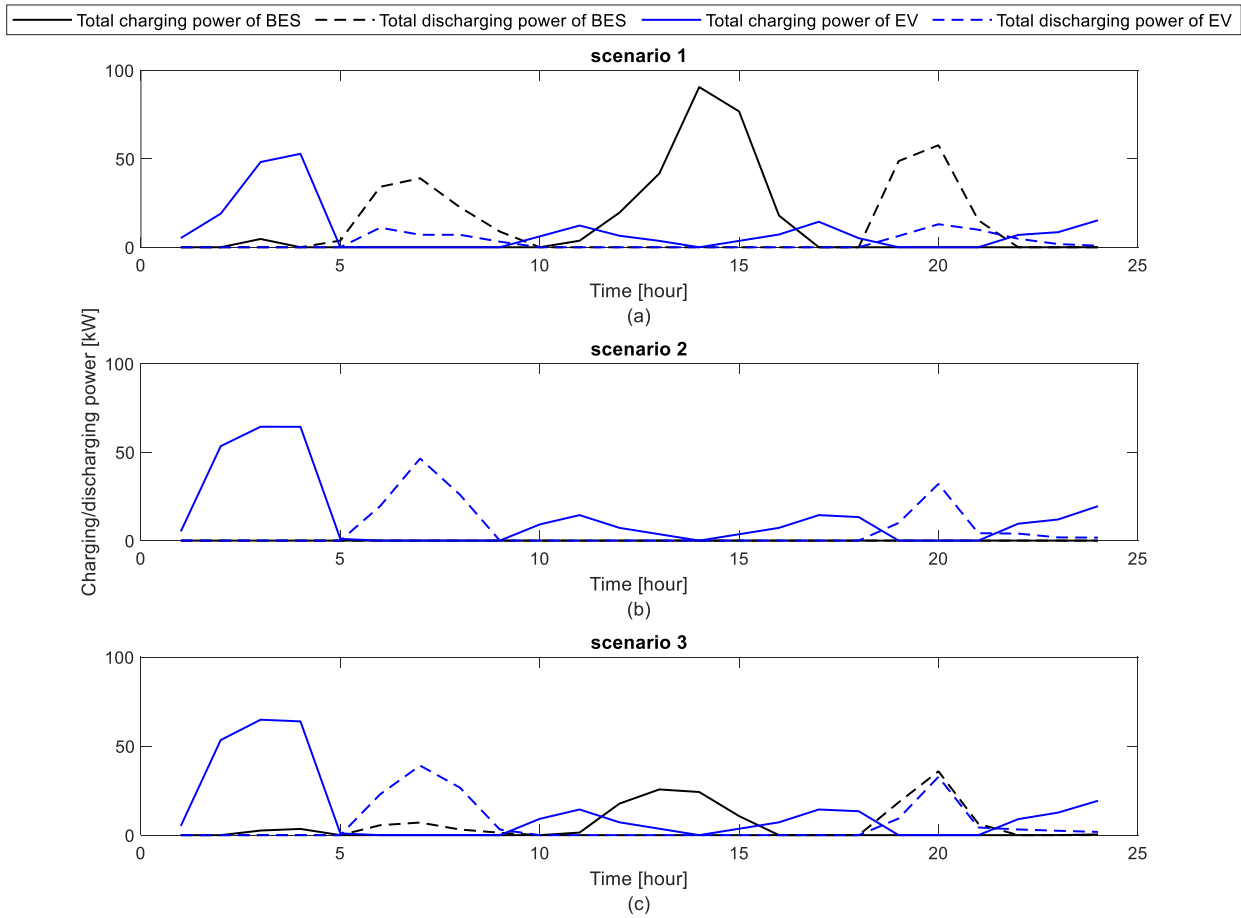 Total charging power of BES Total discharging power of BES Total charging power of EV Total discharging power of EV
scenario 1
100
50
0
0 5 10 15 20 25
Time [hour]
(a)
Charging/discharging power [kW]
scenario 2
100
50
0
0 5 10 15 20 25
Time [hour]
(b)
scenario 3
100
50
0
0 5 10 15 20 25
Time [hour]
(c)